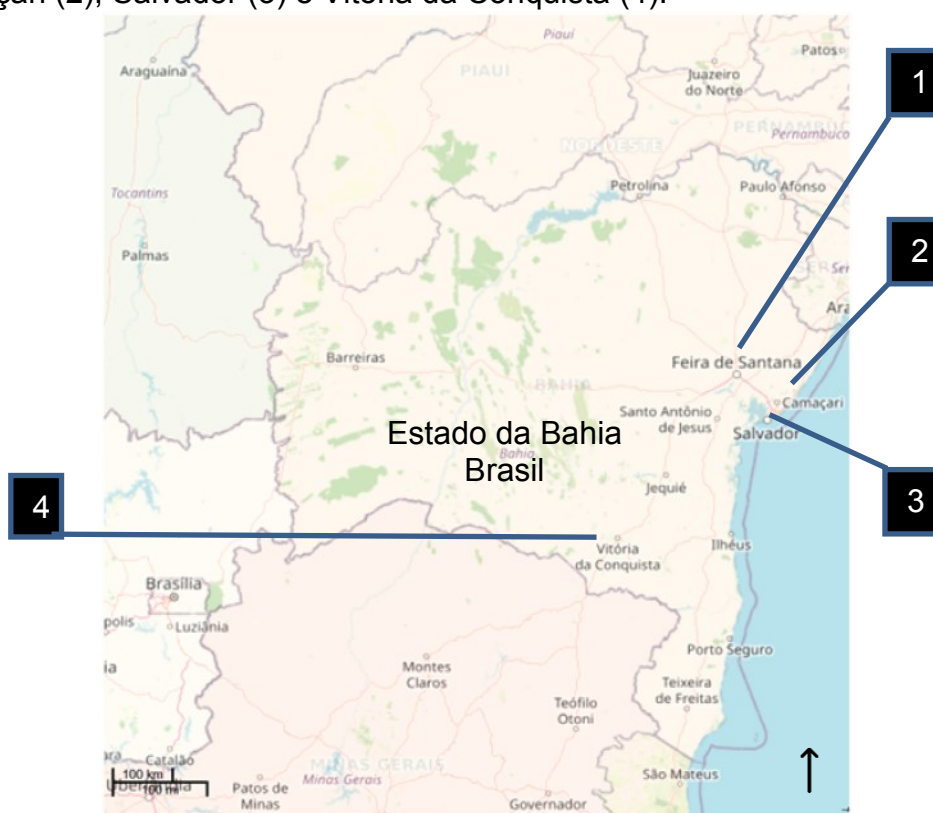 Salvador (3) e Vitória da Conquista (4).
Piauí
Araguaína
PIAUÍ
Patos
Juazeiro
do Norte
1
PERNAMBUCO
Pernambuco
NORDESTE
Tocantins
Petrolina
Paulo Afonso
Palmas
2
Barreiras
Feira de Santana
BAHIA
Camaçari
Santo Antônio
de Jesus
Salvador
Estado da Bahia
Bahia
Brasil
Jequié
4
3
Vitória
da Conquista
Ilhéus
Brasília
Luziânia
Porto Seguro
Montes
Claros
Teixeira
de Freitas
Teófilo
Otoni
Catalão
100 km
100 mi
MINAS GERAIS
Minas Gerais
São Mateus
Patos de
Minas
Governador